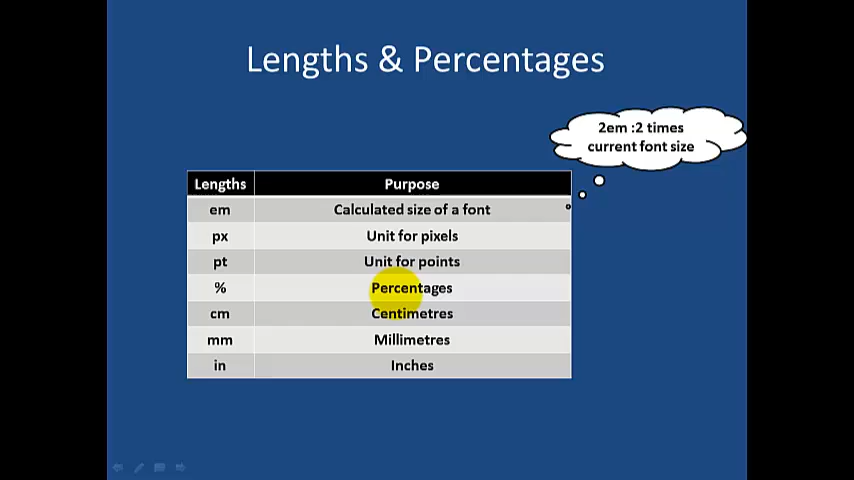 Lengths & Percentages
2em :2 times
current font size
Lengths Purpose
em Calculated size of a font
px Unit for pixels
pt Unit for points
% Percentages
cm Centimetres
mm Millimetres
in Inches